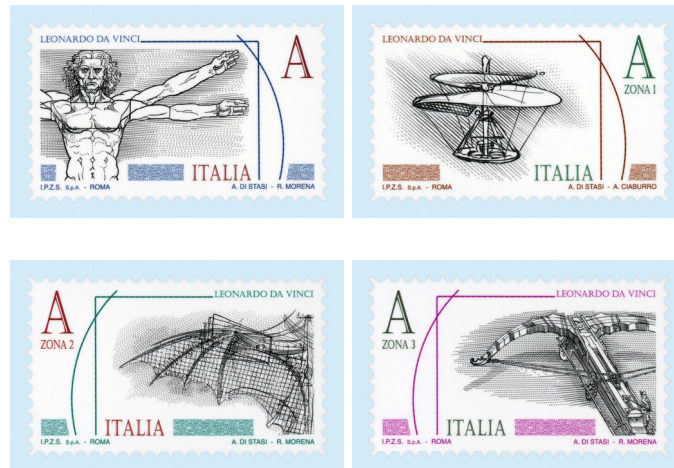 LEONARDO DA VINCI
A
ITALIA
I.P.Z.S. S.p.A. - ROMA
A. DI STASI - R. MORENA
LEONARDO DA VINCI
A
ZONA 1
ITALIA
I.P.Z.S. S.p.A. - ROMA
A. DI STASI - A. CIABURRO
A
LEONARDO DA VINCI
ZONA 2
ITALIA
I.P.Z.S. S.p.A. - ROMA
A. DI STASI - R. MORENA
A
LEONARDO DA VINCI
ZONA 3
ITALIA
I.P.Z.S. S.p.A. - ROMA
A. DI STASI - R. MORENA